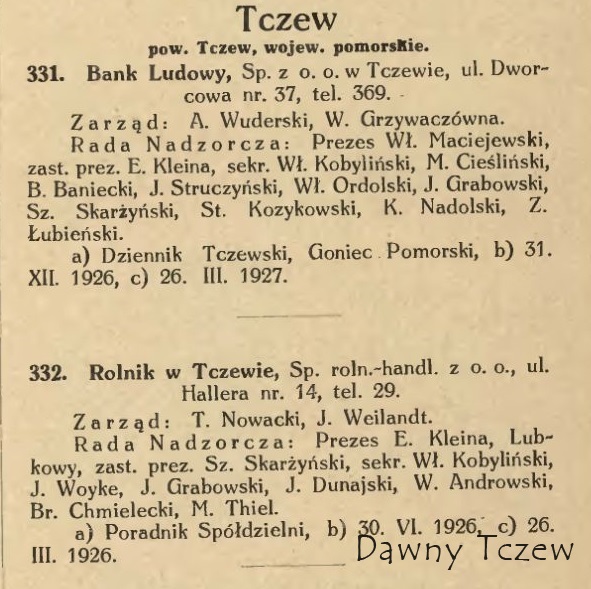 Tczew
pow. Tczew, wojew. pomorskie.
331. Bank Ludowy, Sp. z o. o. w Tczewie, ul. Dwor-
cowa nr. 37, tel. 369.
Zarząd: A. Wuderski, W. Grzywaczówna.
Rada Nadzorcza: Prezes Wł. Maciejewski,
zast. prez. E. Kleina, sekr. Wł. Kobyliński, M. Cieśliński,
B. Baniecki, J. Struczyński, Wł. Ordolski, J. Grabowski,
Sz. Skarżyński, St. Kozykowski, K. Nadolski, Z.
Łubieński.
a) Dziennik Tczewski, Goniec Pomorski, b) 31.
XII. 1926, c) 26. III. 1927.
332. Rolnik w Tczewie, Sp. roln.-handl. z o. o., ul.
Hallera nr. 14, tel. 29.
Zarząd: T. Nowacki, J. Weilandt.
Rada Nadzorcza: Prezes E. Kleina, Lub-
kowy, zast. prez. Sz. Skarżyński, sekr. Wł. Kobyliński,
J. Woyke, J. Grabowski, J. Dunajski, W. Androwski,
Br. Chmielecki, M. Thiel.
a) Poradnik Spółdzielni, b) 30. VI. 1926, c) 26.
III. 1926.
Dawny Tczew